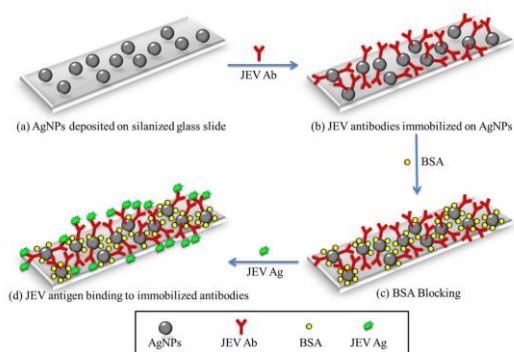 JEV Ab
(a) AgNPs deposited on silanized glass slide
(b) JEV antibodies immobilized on AgNPs
BSA
JEV Ag
(d) JEV antigen binding to immobilized antibodies
(c) BSA Blocking
AgNPs
JEV Ab
BSA
JEV Ag